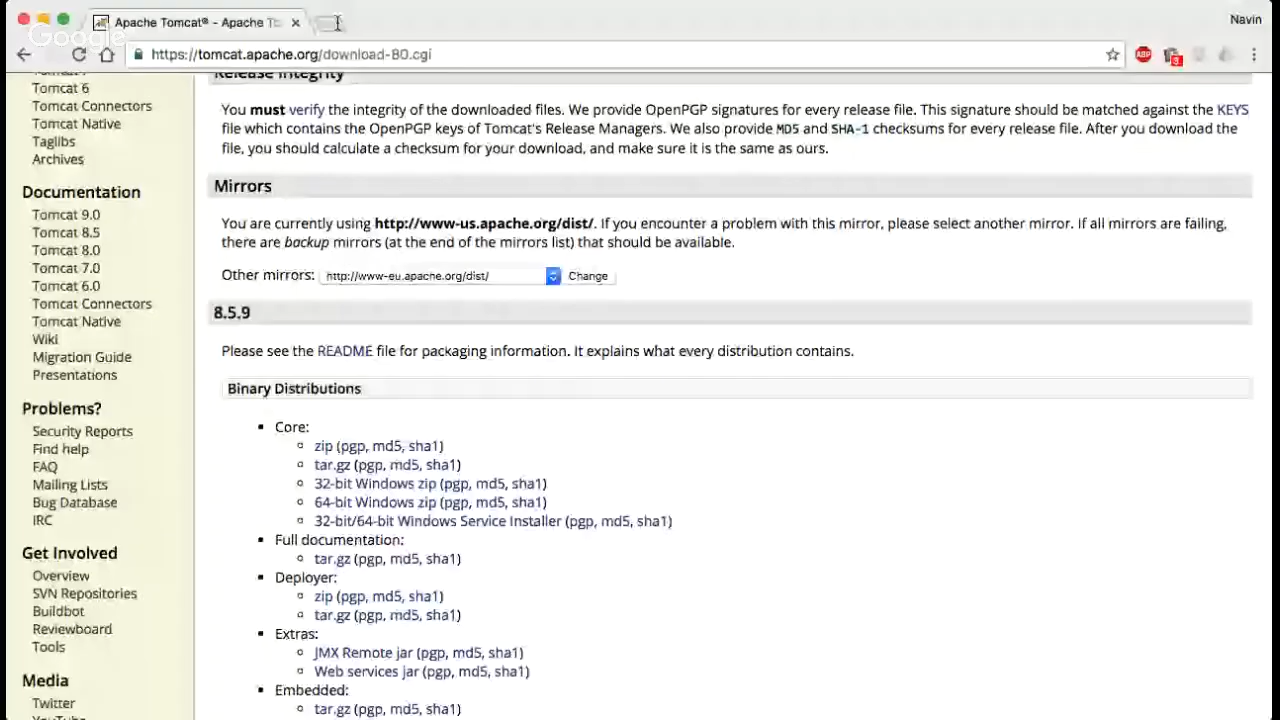 Apache Tomcat® - Apache To
Navin
Google
https://tomcat.apache.org/download-80.cgi
ABP
Tomcat 6
Tomcat Connectors
Tomcat Native
Taglibs
Archives
Documentation
Tomcat 9.0
Tomcat 8.5
Tomcat 8.0
Tomcat 7.0
Tomcat 6.0
Tomcat Connectors
Tomcat Native
Wiki
Migration Guide
Presentations
Problems?
Security Reports
Find help
FAQ
Mailing Lists
Bug Database
IRC
Get Involved
Overview
SVN Repositories
Buildbot
Reviewboard
Tools
Media
Twitter
YouTube
Release Integrity
You must verify the integrity of the downloaded files. We provide OpenPGP signatures for every release file. This signature should be matched against the KEYS
file which contains the OpenPGP keys of Tomcat's Release Managers. We also provide MD5 and SHA-1 checksums for every release file. After you download the
file, you should calculate a checksum for your download, and make sure it is the same as ours.
Mirrors
You are currently using http://www-us.apache.org/dist/. If you encounter a problem with this mirror, please select another mirror. If all mirrors are failing,
there are backup mirrors (at the end of the mirrors list) that should be available.
Other mirrors: http://www-eu.apache.org/dist/ Change
8.5.9
Please see the README file for packaging information. It explains what every distribution contains.
Binary Distributions
Core:
zip (pgp, md5, sha1)
tar.gz (pgp, md5, sha1)
32-bit Windows zip (pgp, md5, sha1)
64-bit Windows zip (pgp, md5, sha1)
32-bit/64-bit Windows Service Installer (pgp, md5, sha1)
Full documentation:
tar.gz (pgp, md5, sha1)
Deployer:
zip (pgp, md5, sha1)
tar.gz (pgp, md5, sha1)
Extras:
JMX Remote jar (pgp, md5, sha1)
Web services jar (pgp, md5, sha1)
Embedded:
tar.gz (pgp, md5, sha1)